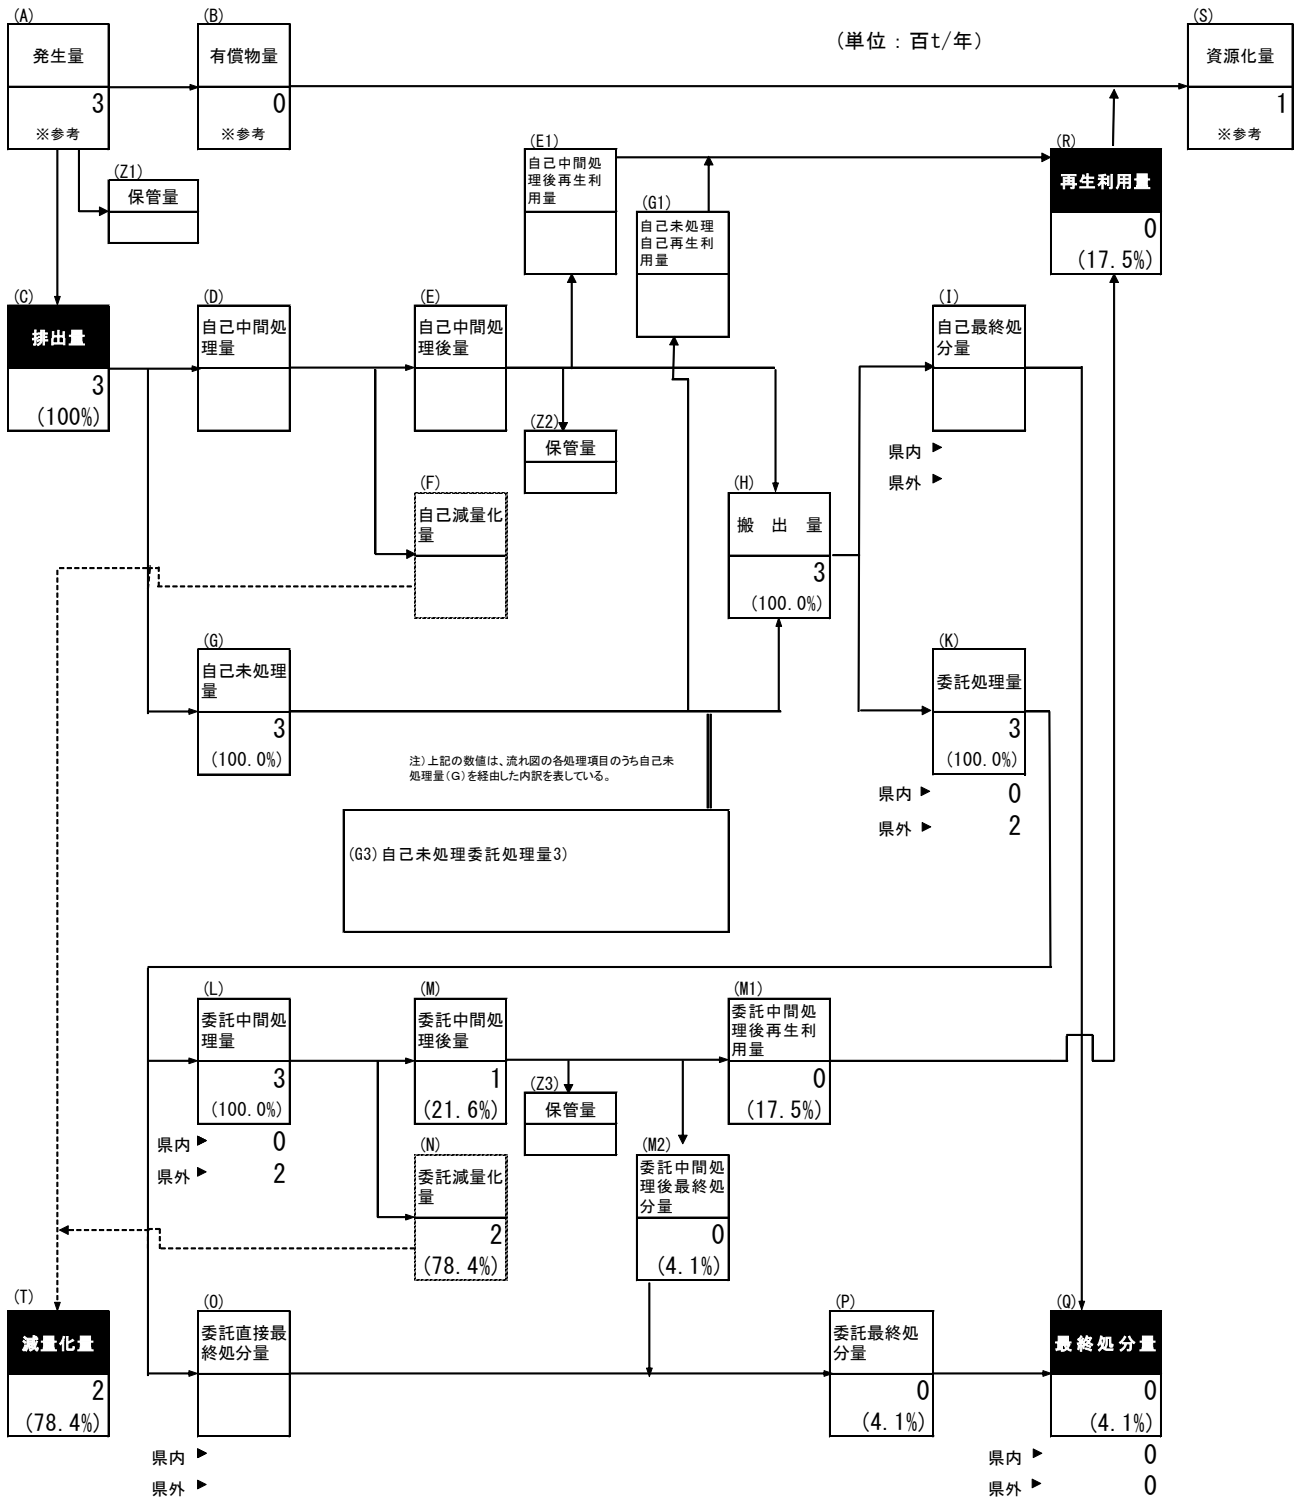 (A)
発生量
3
※参考
(B)
有償物量
0
※参考
(単位：百t/年)
(S)
資源化量
1
※参考
(Z1)
保管量
(E1)
自己中間処
理後再生利
用量
(G1)
自己未処理
自己再生利
用量
(R)
再生利用量
0
(17.5%)
(C)
排出量
3
(100%)
(D)
自己中間処
理量
(E)
自己中間処
理後量
(I)
自己最終処
分量
県内 ▶
県外 ▶
(Z2)
保管量
(F)
自己減量化
量
(H)
搬　出　量
3
(100.0%)
(G)
自己未処理
量
3
(100.0%)
(K)
委託処理量
3
(100.0%)
県内 ▶ 0
県外 ▶ 2
注）上記の数値は、流れ図の各処理項目のうち自己未
処理量(G)を経由した内訳を表している。
(G3)自己未処理委託処理量3)
(L)
委託中間処
理量
3
(100.0%)
県内 ▶ 0
県外 ▶ 2
(M)
委託中間処
理後量
1
(21.6%)
(Z3)
保管量
(M1)
委託中間処
理後再生利
用量
0
(17.5%)
(N)
委託減量化
量
2
(78.4%)
(M2)
委託中間処
理後最終処
分量
0
(4.1%)
(T)
減量化量
2
(78.4%)
(O)
委託直接最
終処分量
県内 ▶
県外 ▶
(P)
委託最終処
分量
0
(4.1%)
(Q)
最終処分量
0
(4.1%)
県内 ▶ 0
県外 ▶ 0